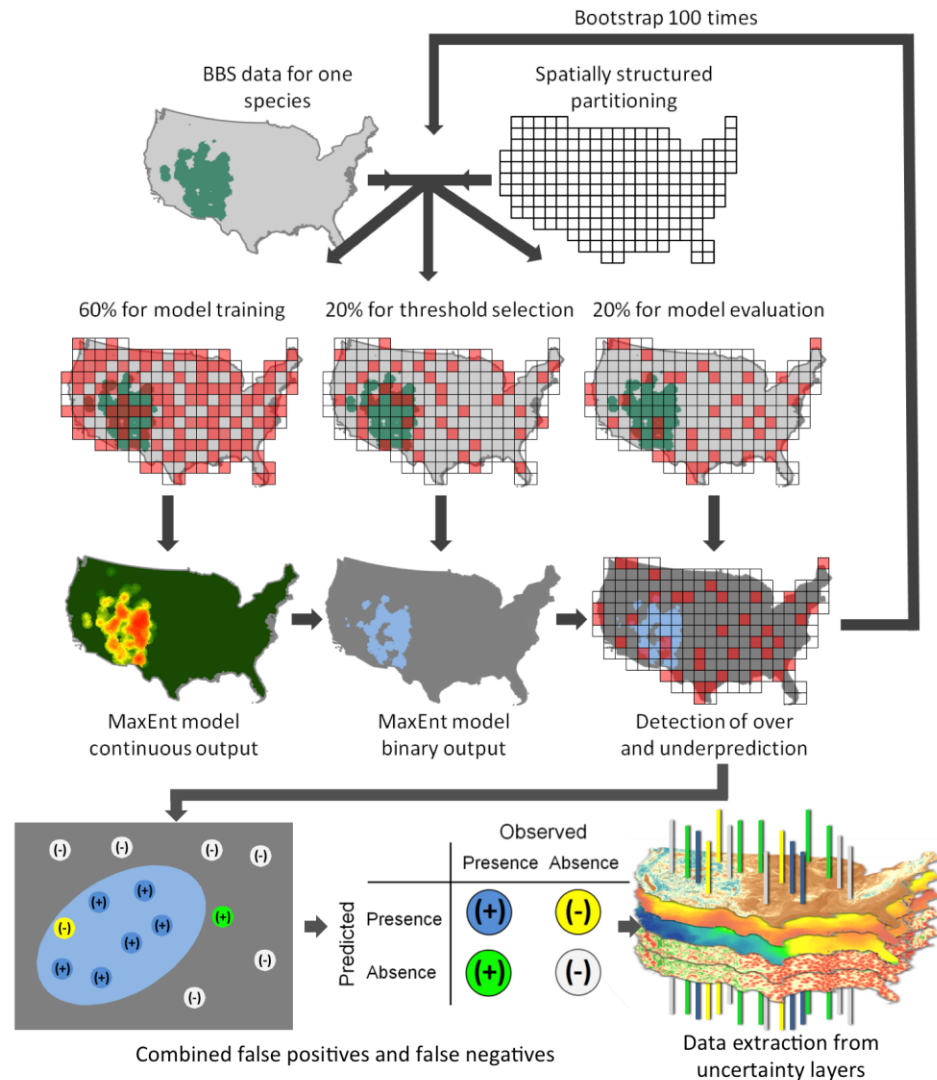 Bootstrap 100 times
BBS data for one
species
Spatially structured
partitioning
60% for model training
20% for threshold selection
20% for model evaluation
MaxEnt model
continuous output
MaxEnt model
binary output
Detection of over
and underprediction
(-) (-) (-) (-)
(+) (+)
(-) (+) (+)
(+)
(+) (+) (-)
(-)
Observed
Presence Absence
Predicted
Presence (+) (-)
Absence (+) (-)
Combined false positives and false negatives
Data extraction from
uncertainty layers